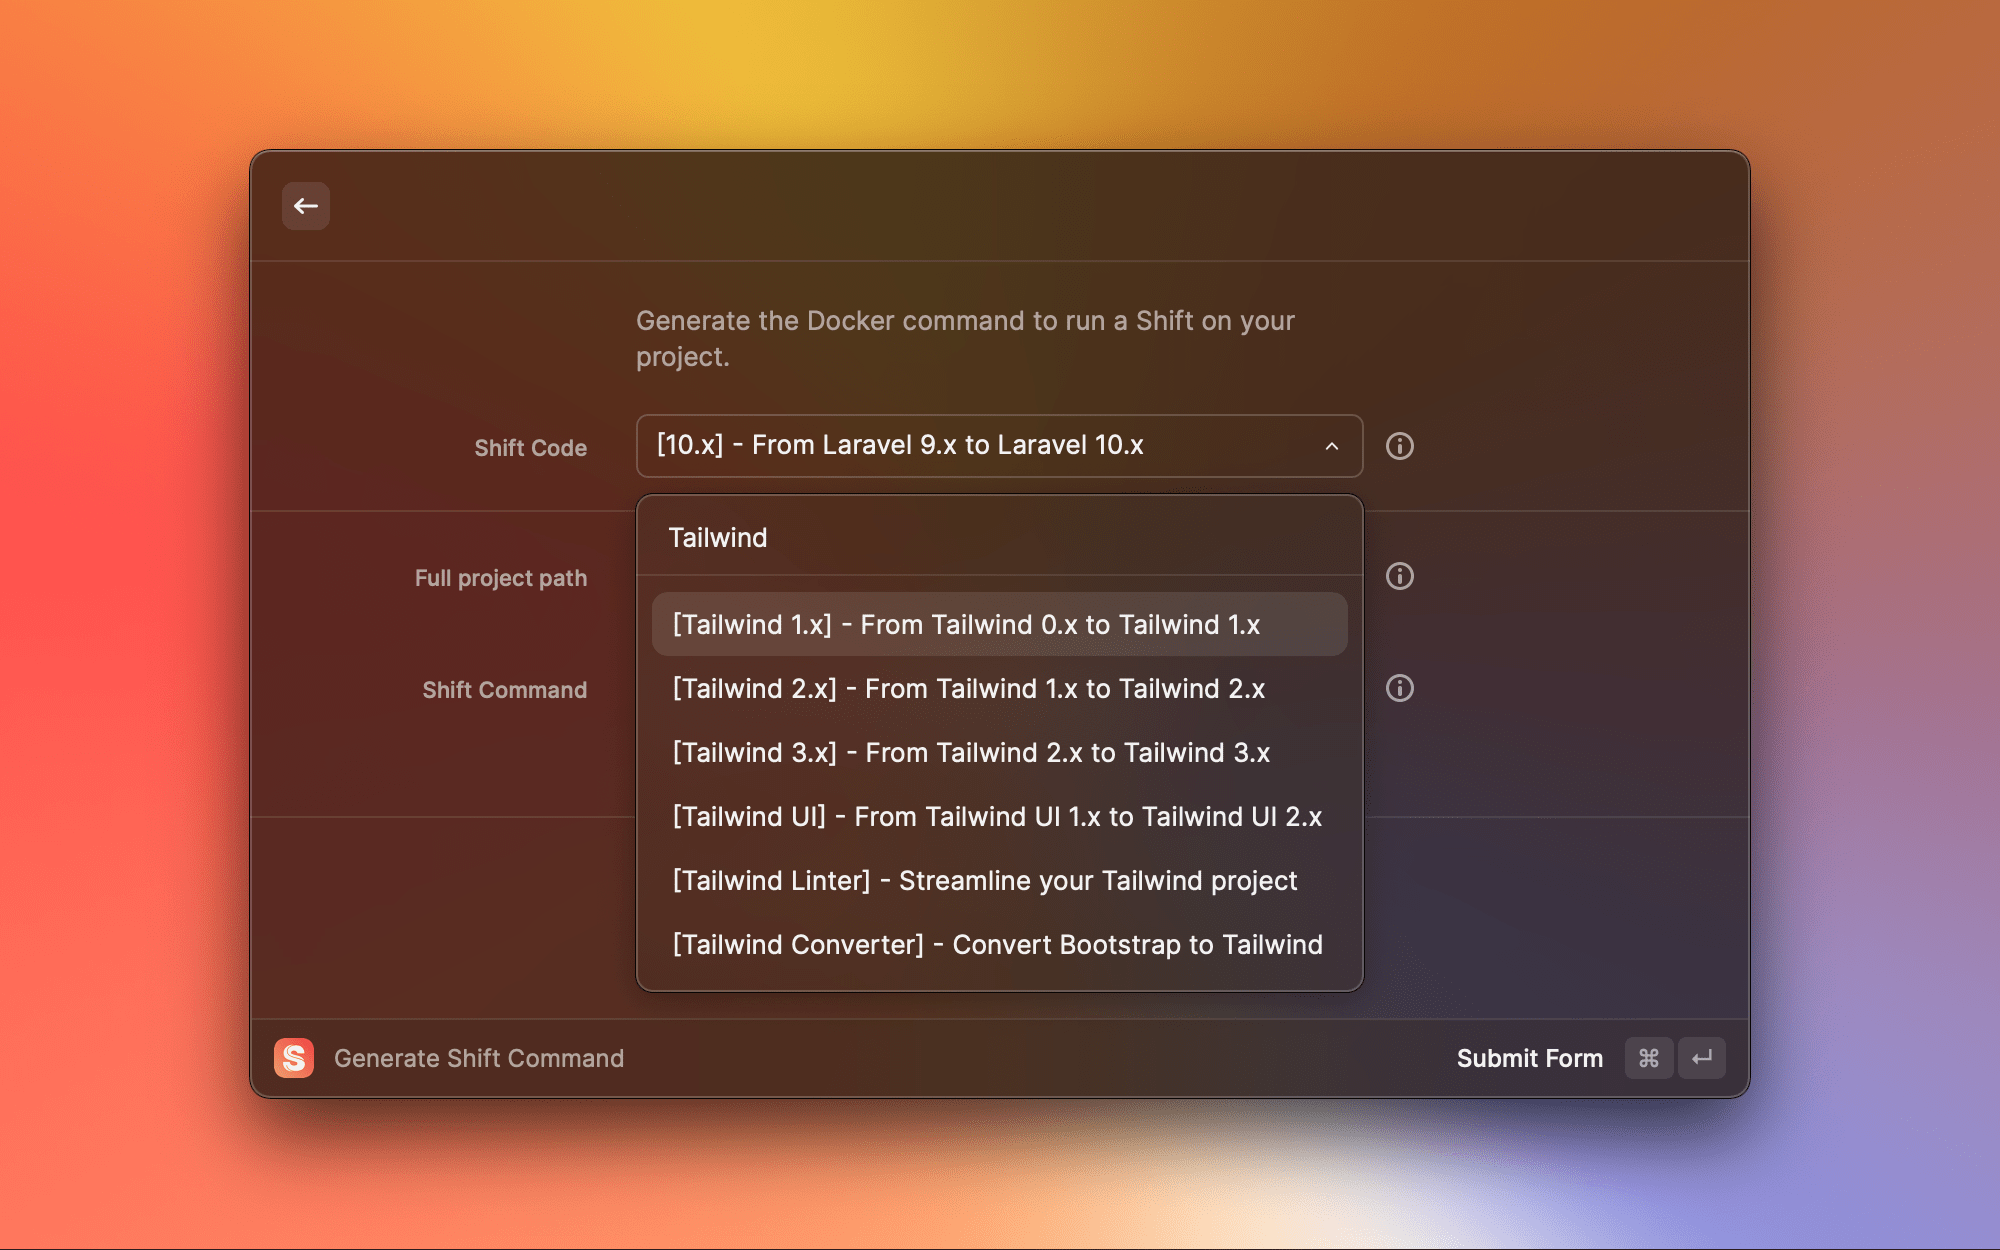 Generate the Docker command to run a Shift on your
project.
Shift Code
[10.x] - From Laravel 9.x to Laravel 10.x
Tailwind
Full project path
[Tailwind 1.x] - From Tailwind 0.x to Tailwind 1.x
Shift Command
[Tailwind 2.x] - From Tailwind 1.x to Tailwind 2.x
[Tailwind 3.x] - From Tailwind 2.x to Tailwind 3.x
[Tailwind UI] - From Tailwind UI 1.x to Tailwind UI 2.x
[Tailwind Linter] - Streamline your Tailwind project
[Tailwind Converter] - Convert Bootstrap to Tailwind
S Generate Shift Command
Submit Form ⌘ ↵